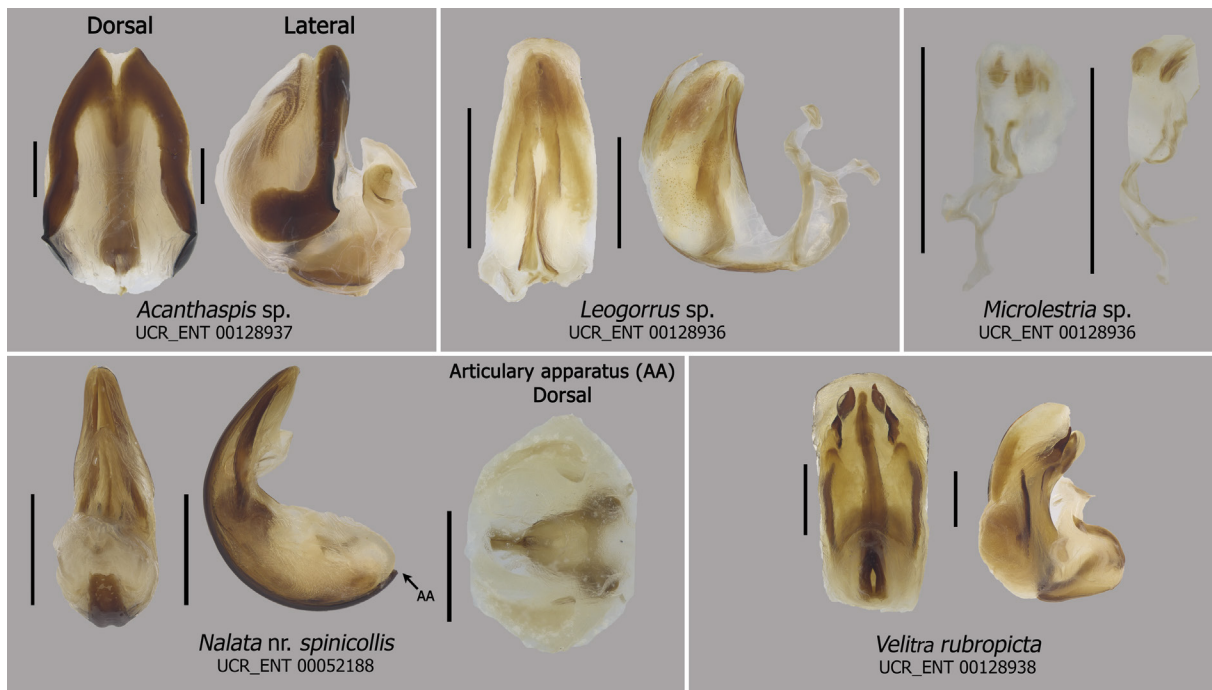 Dorsal
Lateral
Acanthaspis sp.
UCR_ENT 00128937
Leogorrus sp.
UCR_ENT 00128936
Microlestria sp.
UCR_ENT 00128936
AA
Nalata nr. spinicollis
UCR_ENT 00052188
Articulary apparatus (AA)
Dorsal
Velitra rubropicta
UCR_ENT 00128938